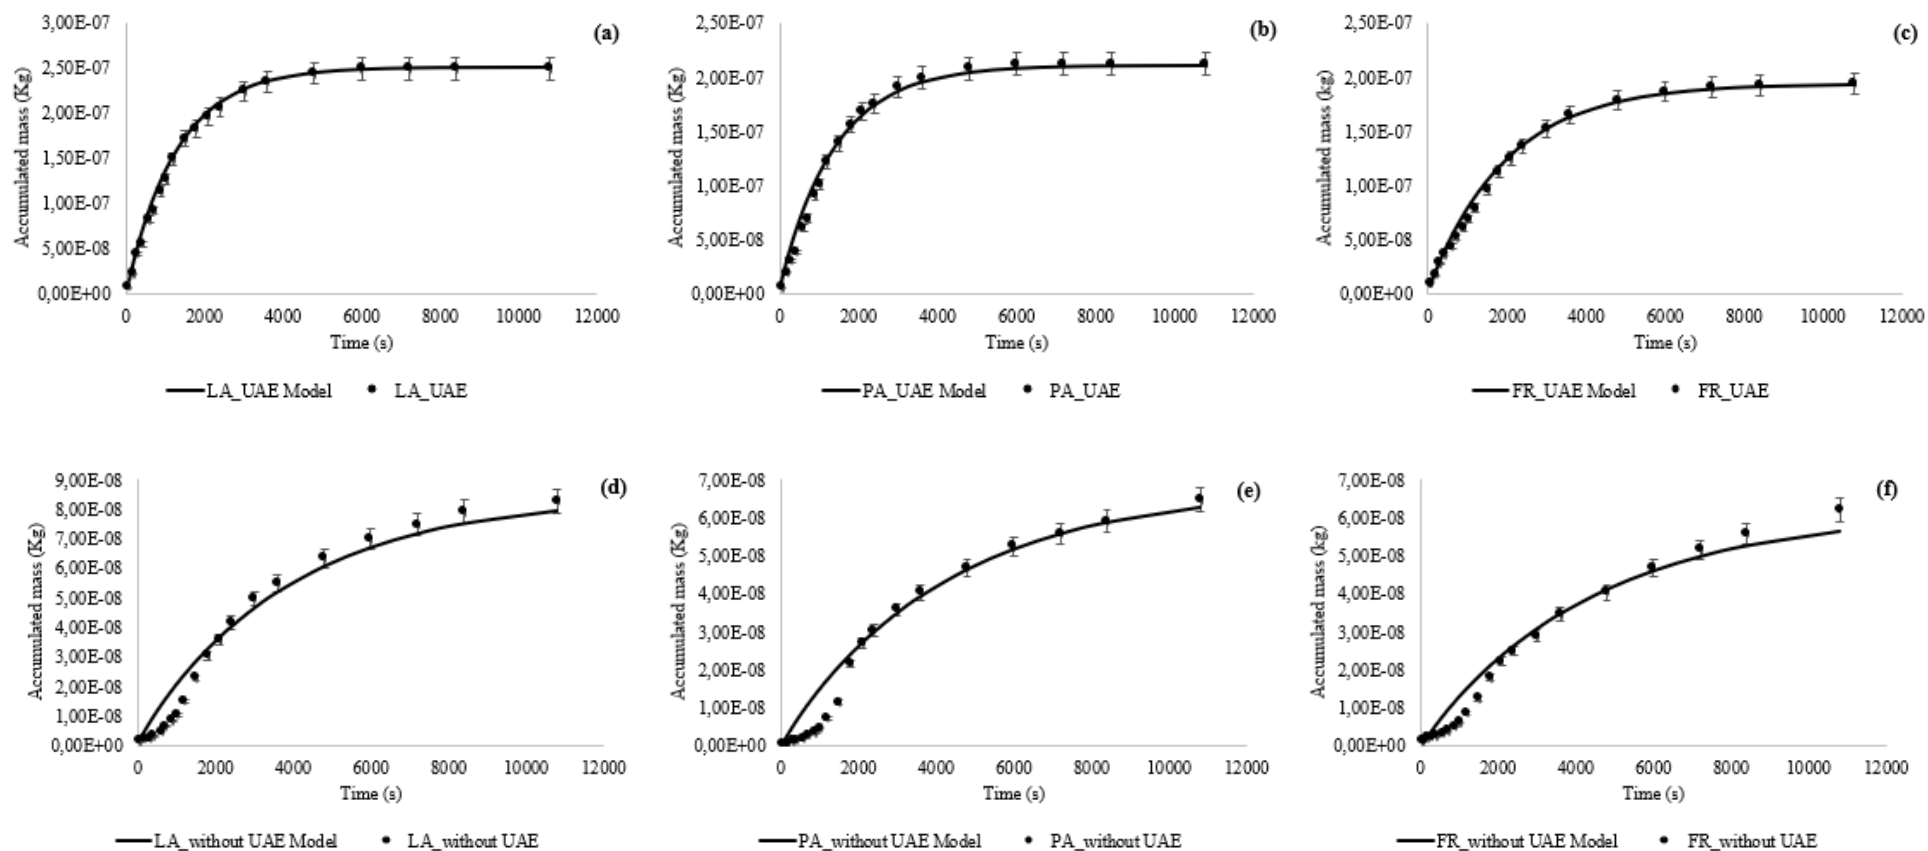 (a)
Accumulated mass (Kg)
3,00E-07
2,50E-07
2,00E-07
1,50E-07
1,00E-07
5,00E-08
0,00E+00
0 2000 4000 6000 8000 10000 12000
Time (s)
LA_UAE Model LA_UAE
(b)
Accumulated mass (Kg)
2,50E-07
2,00E-07
1,50E-07
1,00E-07
5,00E-08
0,00E+00
0 2000 4000 6000 8000 10000 12000
Time (s)
PA_UAE Model PA_UAE
(c)
Accumulated mass (kg)
2,50E-07
2,00E-07
1,50E-07
1,00E-07
5,00E-08
0,00E+00
0 2000 4000 6000 8000 10000 12000
Time (s)
FR_UAE Model FR_UAE
(d)
Accumulated mass (Kg)
9,00E-08
8,00E-08
7,00E-08
6,00E-08
5,00E-08
4,00E-08
3,00E-08
2,00E-08
1,00E-08
0,00E+00
0 2000 4000 6000 8000 10000 12000
Time (s)
LA_without UAE Model LA_without UAE
(e)
Accumulated mass (Kg)
7,00E-08
6,00E-08
5,00E-08
4,00E-08
3,00E-08
2,00E-08
1,00E-08
0,00E+00
0 2000 4000 6000 8000 10000 12000
Time (s)
PA_without UAE Model PA_without UAE
(f)
Accumulated mass (kg)
7,00E-08
6,00E-08
5,00E-08
4,00E-08
3,00E-08
2,00E-08
1,00E-08
0,00E+00
0 2000 4000 6000 8000 10000 12000
Time (s)
FR_without UAE Model FR_without UAE